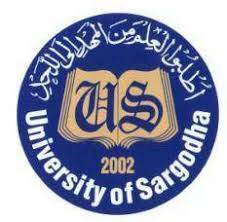 اطلبوا العلم من المهد الى اللحد
US
2002
University of Sargodha